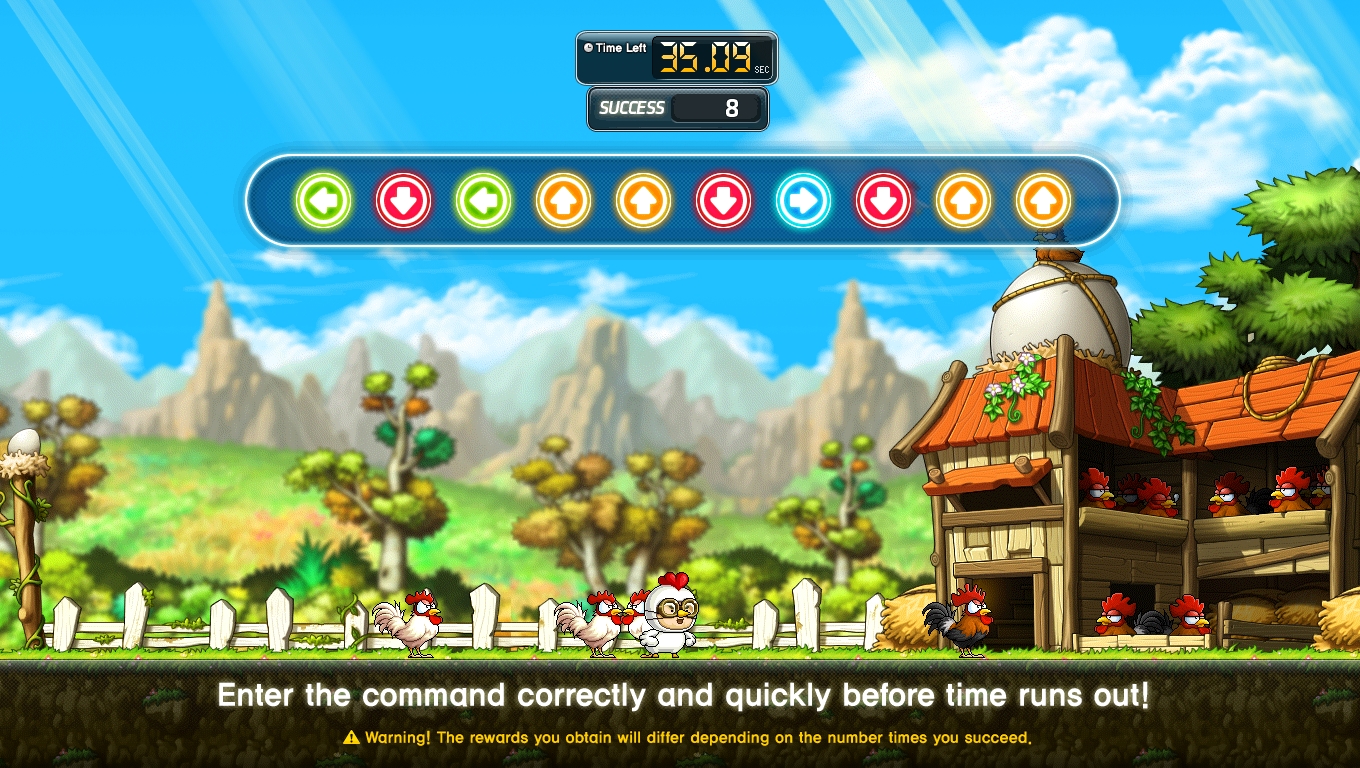 Time Left 35.09 SEC
SUCCESS 8
Enter the command correctly and quickly before time runs out!
Warning! The rewards you obtain will differ depending on the number times you succeed.